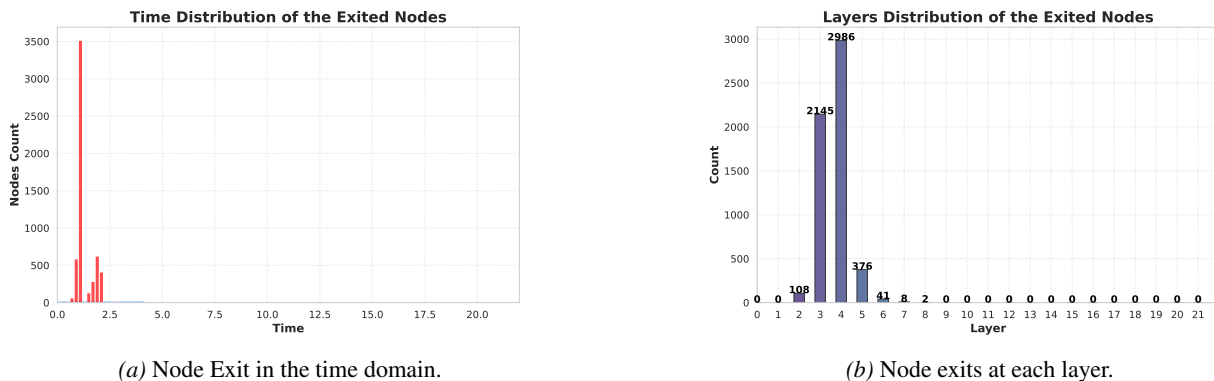 Time Distribution of the Exited Nodes
Nodes Count
3500
3000
2500
2000
1500
1000
500
0
0.0 2.5 5.0 7.5 10.0 12.5 15.0 17.5 20.0
Time
(a) Node Exit in the time domain.
Layers Distribution of the Exited Nodes
Count
3000
2500
2000
1500
1000
500
0
0 0 108 2145 2986 376 41 8 2 0 0 0 0 0 0 0 0 0 0 0 0 0
0 1 2 3 4 5 6 7 8 9 10 11 12 13 14 15 16 17 18 19 20 21
Layer
(b) Node exits at each layer.